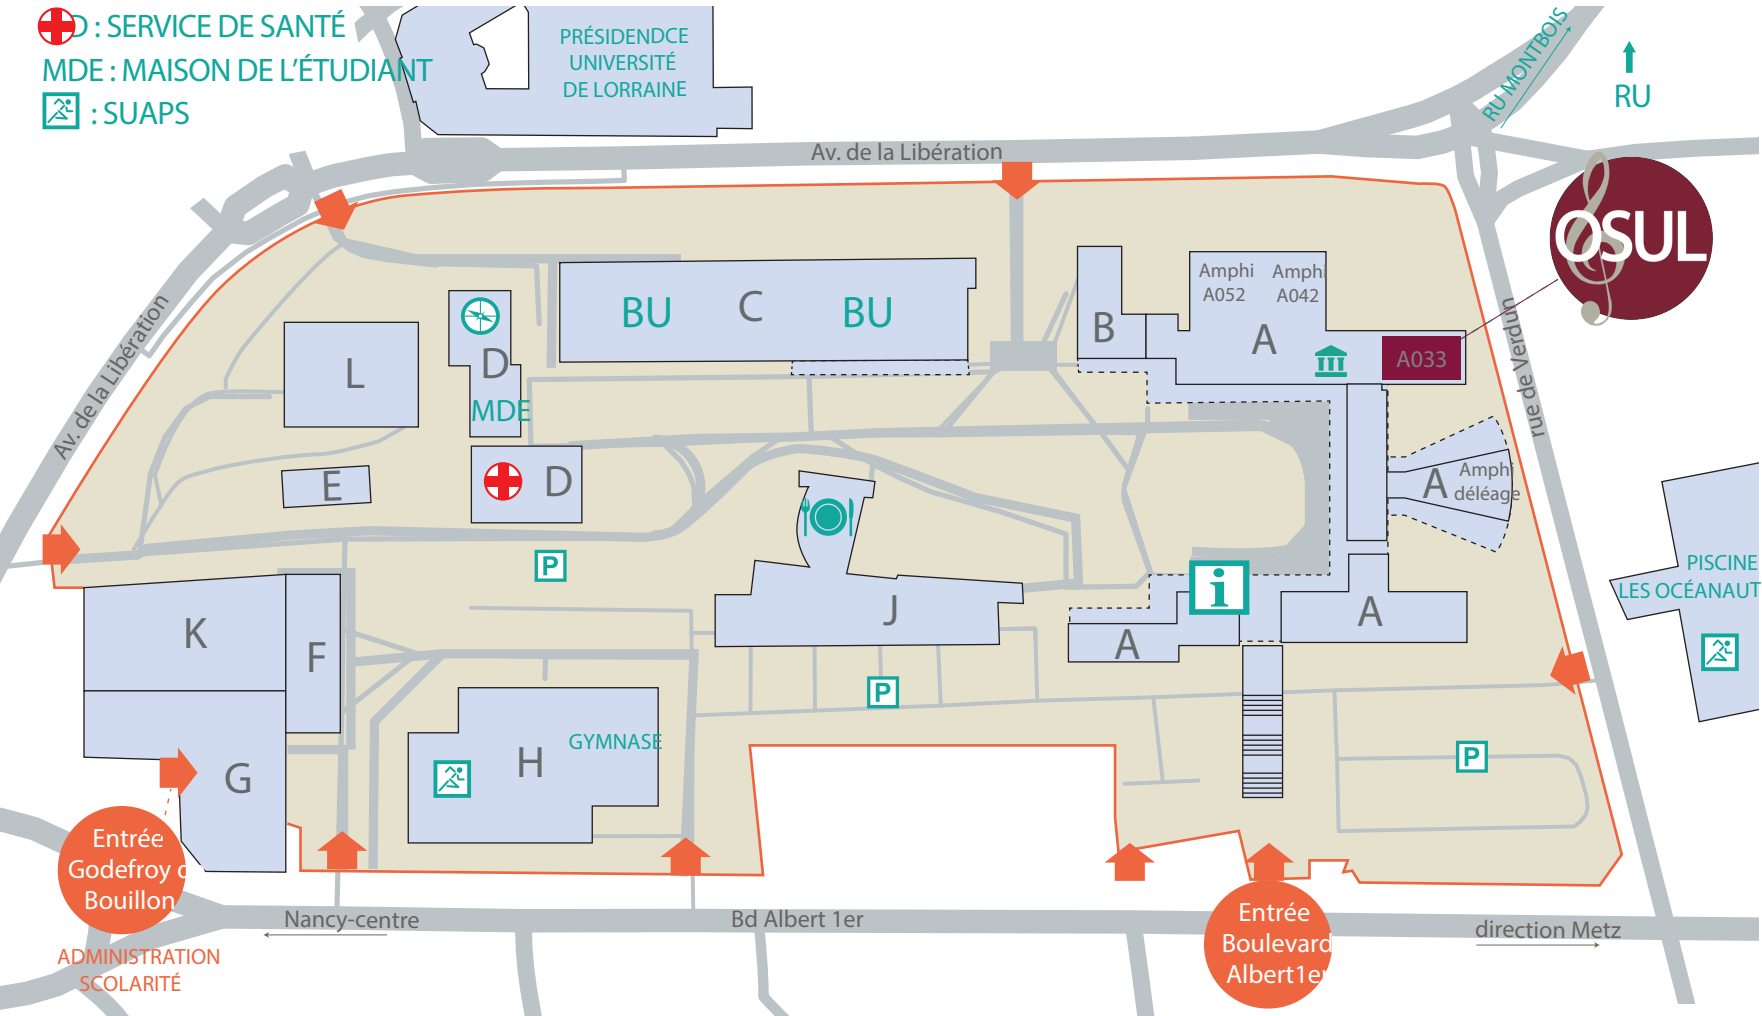 D : SERVICE DE SANTÉ
MDE : MAISON DE L'ÉTUDIANT
: SUAPS
PRÉSIDENDCE
UNIVERSITÉ
DE LORRAINE
RU MONTBOIS
RU
Av. de la Libération
OSUL
Av. de la Libération
rue de Verdun
BU C BU
B
Amphi
A052
Amphi
A042
A
A033
L
D
MDE
E
D
A
Amphi
déléage
P
i
PISCINE
LES OCÉANAUT
K
F
J
A
A
P
P
GYMNASE
H
G
Entrée
Godefroy d
Bouillon
ADMINISTRATION
SCOLARITÉ
Nancy-centre
Bd Albert 1er
Entrée
Boulevard
Albert1er
direction Metz